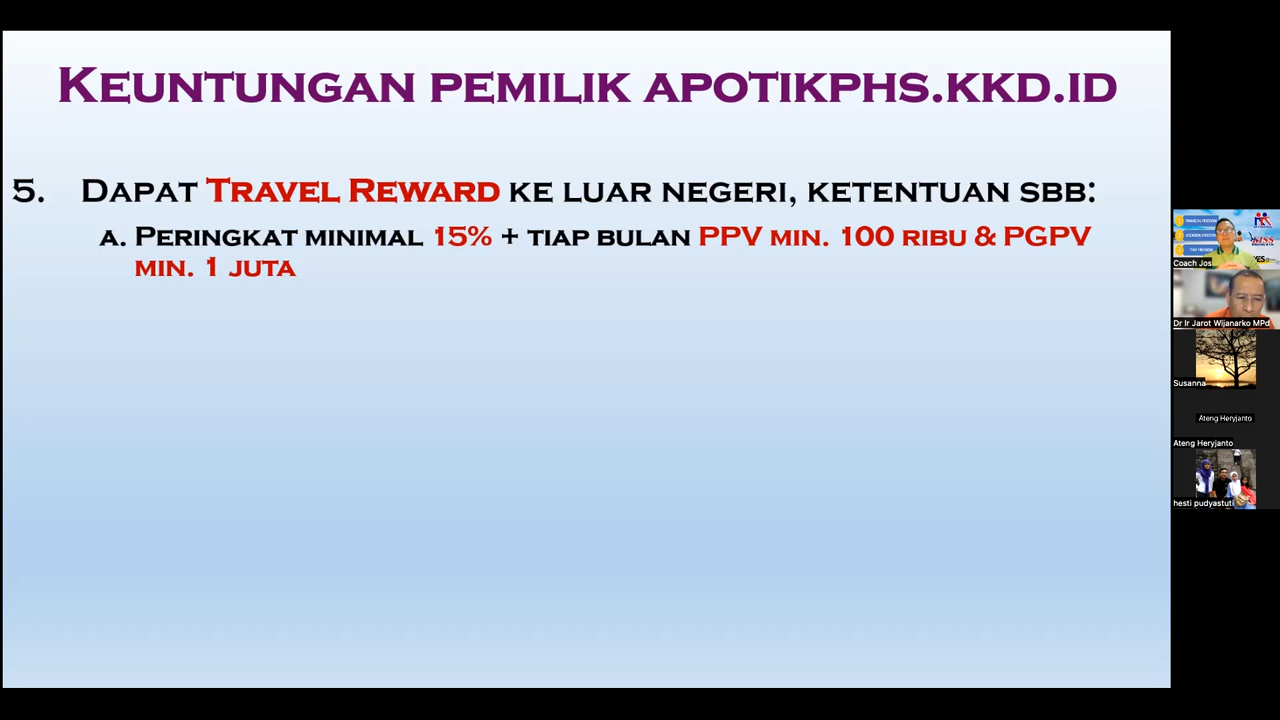 KEUNTUNGAN PEMILIK APOTIKPHS.KKD.ID
5. DAPAT TRAVEL REWARD KE LUAR NEGERI, KETENTUAN SBB:
A. PERINGKAT MINIMAL 15% + TIAP BULAN PPV MIN. 100 RIBU & PGPV
MIN. 1 JUTA
Coach Jos
Dr Ir Jarot Wijanarko MPd
Susanna
Ateng Heryjanto
Ateng Heryjanto
hesti pudyastuti